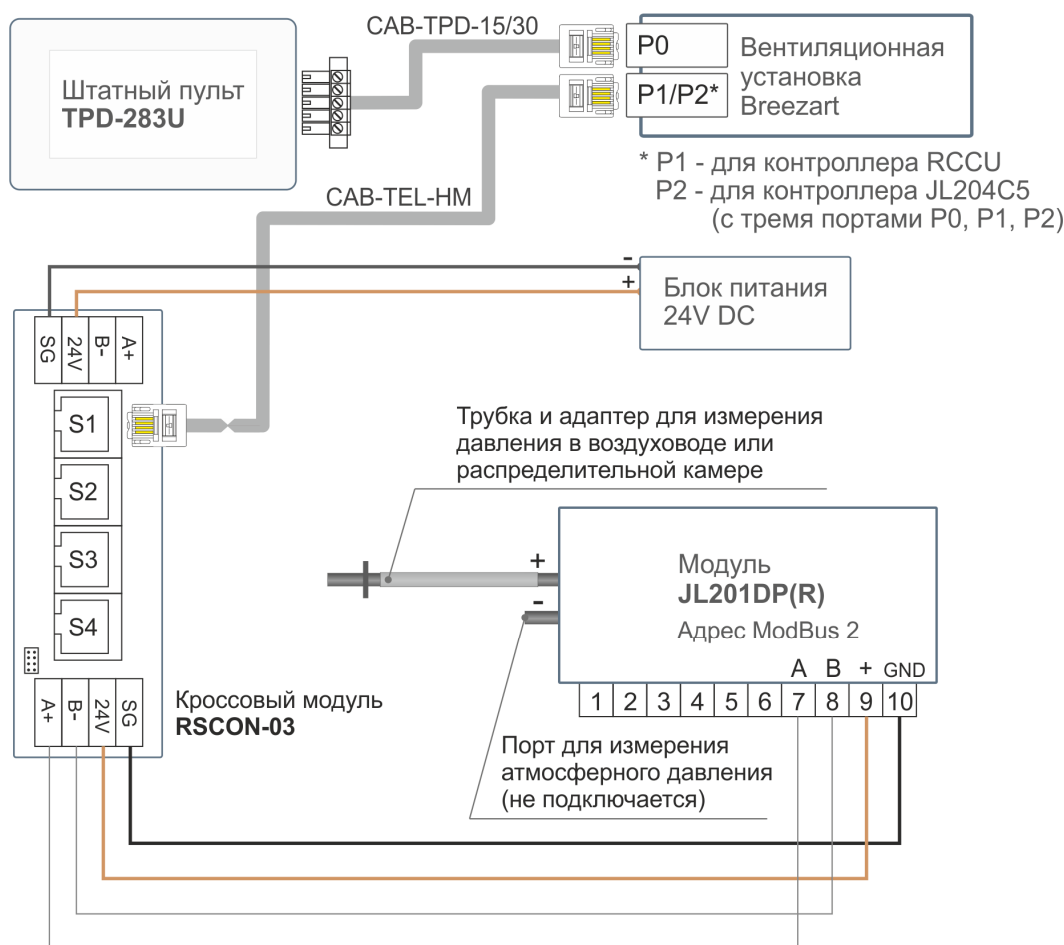 CAB-TPD-15/30
Штатный пульт
TPD-283U
P0
P1/P2*
Вентиляционная
установка
Breezart
* P1 - для контроллера RCCU
P2 - для контроллера JL204C5
(с тремя портами P0, P1, P2)
CAB-TEL-HM
-
+
Блок питания
24V DC
SG
24V
B-
A+
S1
S2
S3
S4
Трубка и адаптер для измерения
давления в воздуховоде или
распределительной камере
+
-
Модуль
JL201DP(R)
Адрес ModBus 2
A B + GND
1 2 3 4 5 6 7 8 9 10
A+
B-
24V
SG
Кроссовый модуль
RSCON-03
Порт для измерения
атмосферного давления
(не подключается)